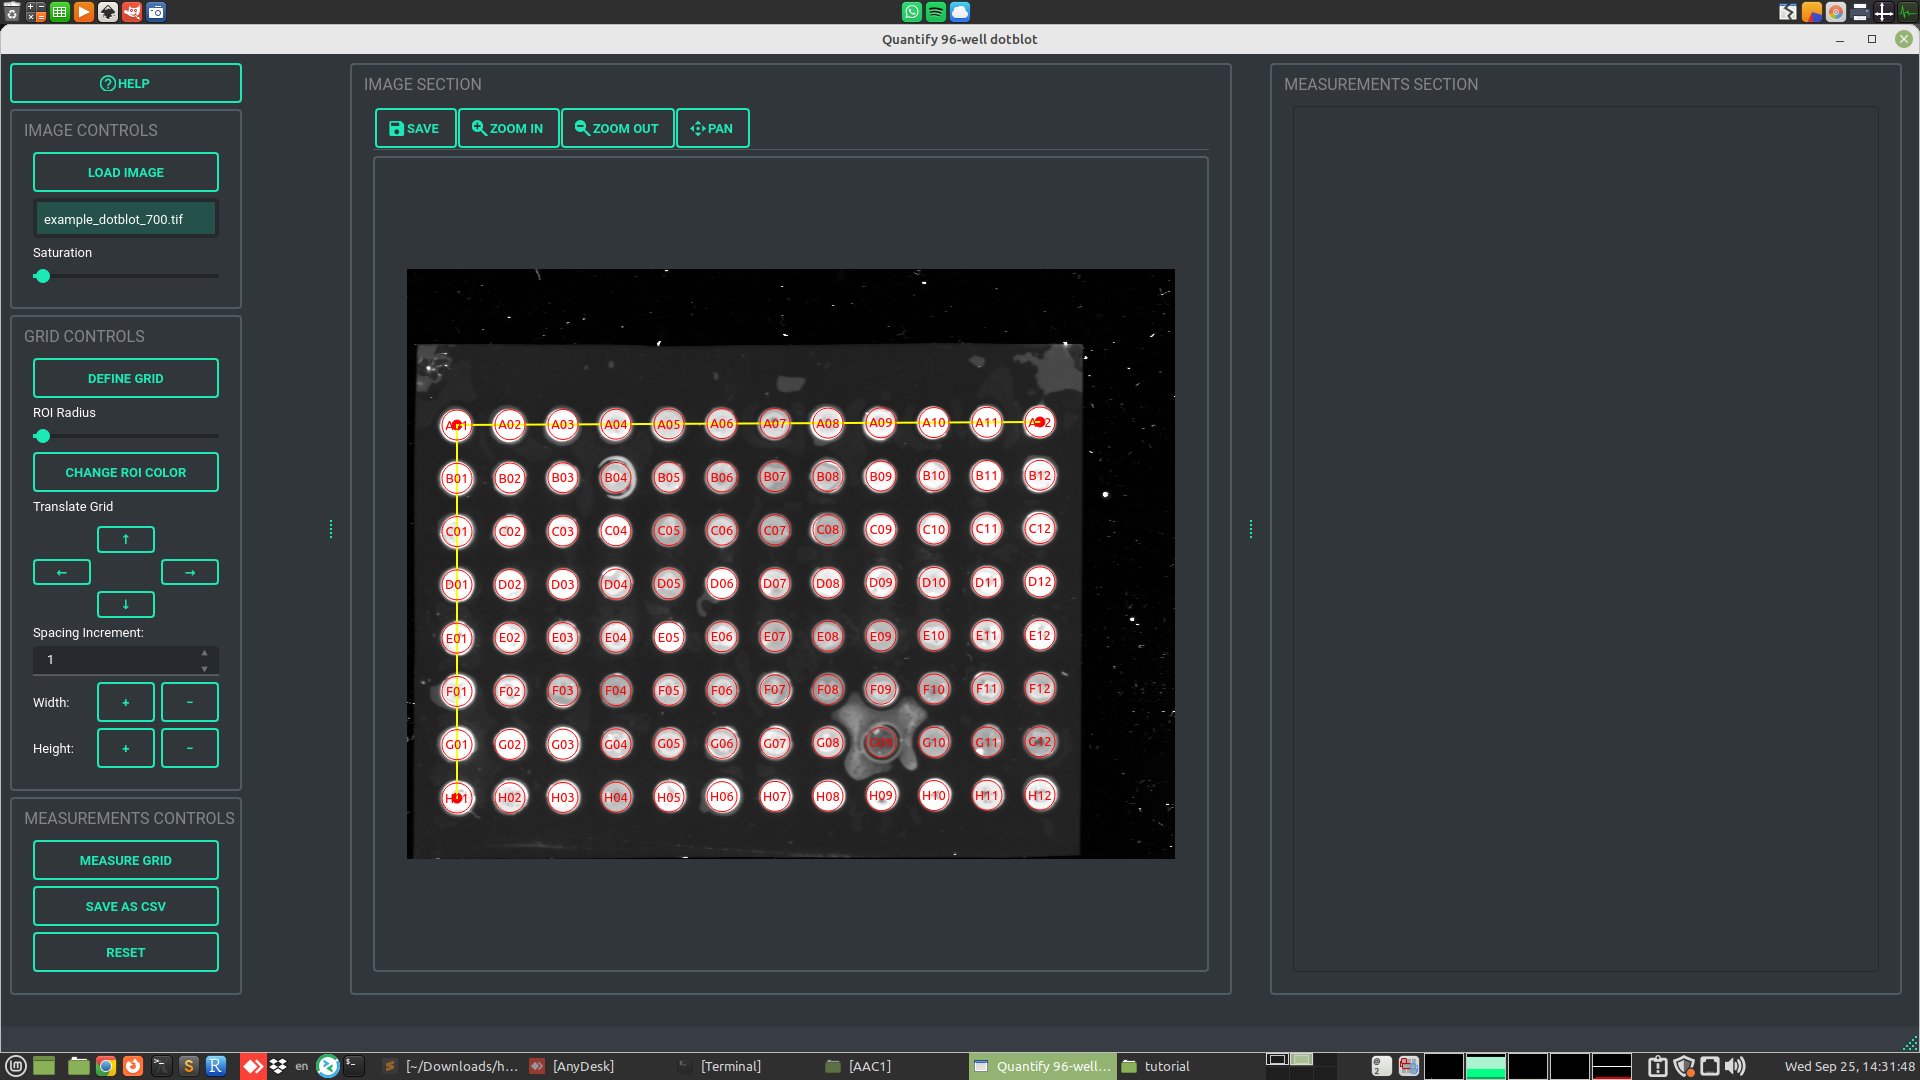 Quantify 96-well dotblot
HELP
IMAGE CONTROLS
LOAD IMAGE
example_dotblot_700.tif
Saturation
GRID CONTROLS
DEFINE GRID
ROI Radius
CHANGE ROI COLOR
Translate Grid
↑
← →
↓
Spacing Increment:
1
Width: + -
Height: + -
MEASUREMENTS CONTROLS
MEASURE GRID
SAVE AS CSV
RESET
IMAGE SECTION
SAVE ZOOM IN ZOOM OUT PAN
A02 A03 A04 A05 A06 A07 A08 A09 A10 A11
B01 B02 B03 B04 B05 B06 B07 B08 B09 B10 B11 B12
C01 C02 C03 C04 C05 C06 C07 C08 C09 C10 C11 C12
D01 D02 D03 D04 D05 D06 D07 D08 D09 D10 D11 D12
E01 E02 E03 E04 E05 E06 E07 E08 E09 E10 E11 E12
F01 F02 F03 F04 F05 F06 F07 F08 F09 F10 F11 F12
G01 G02 G03 G04 G05 G06 G07 G08 G09 G10 G11 G12
H02 H03 H04 H05 H06 H07 H08 H09 H10 H11 H12
MEASUREMENTS SECTION
en [~/Downloads/h... [AnyDesk] [Terminal] [AAC1] Quantify 96-well... tutorial Wed Sep 25, 14:31:48